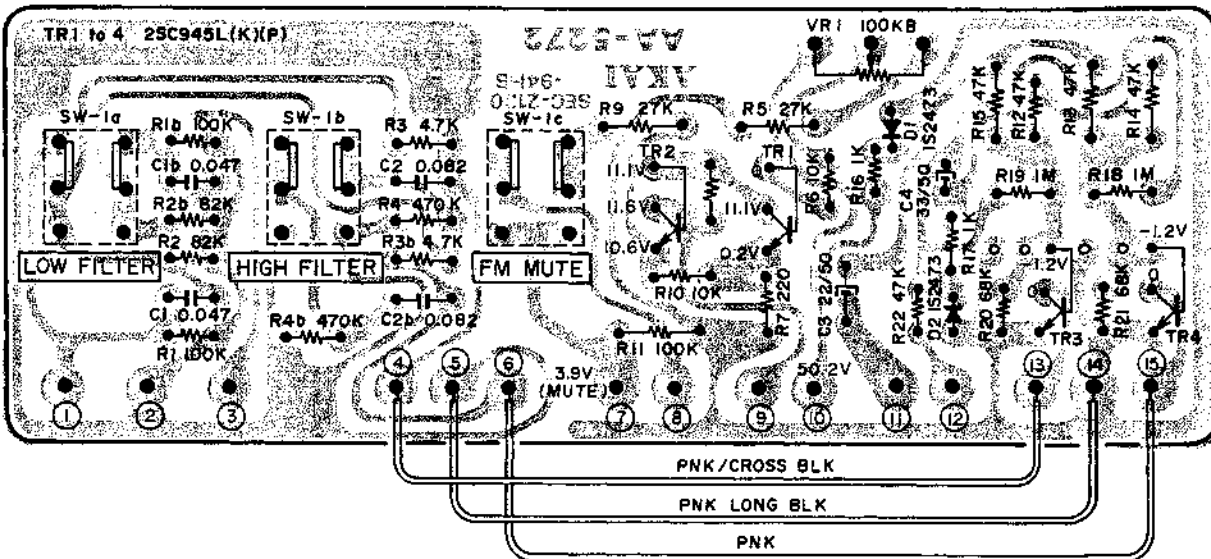 TR1 to 4 2SC945L(K)(P)
AA-5272
AKAI
SEC-21:0
-941-B
VR1 100KB
SW-1a
R1b 100K
C1b 0.047
R2b 82K
R2 82K
C1 0.047
R1 100K
LOW FILTER
SW-1b
HIGH FILTER
R3 4.7K
C2 0.082
R4 470K
R3b 4.7K
C2b 0.082
R4b 470K
SW-1c
FM MUTE
R9 27K
TR2
11.1V
11.6V
10.6V
R10 10K
R11 100K
R5 27K
TR1
11.1V
0.2V
R7 220
R6 10K
C3 22/50
R16 1K
D1
1S2473
C4
33/50
R17 1K
R22 47K
D2 1S2473
R15 47K
R12 47K
R13 47K
R14 47K
R19 1M
R18 1M
R20 68K
-1.2V
TR3
R21 68K
-1.2V
TR4
3.9V
(MUTE)
50.2V
1
2
3
4
5
6
7
8
9
10
11
12
13
14
15
PNK/CROSS BLK
PNK LONG BLK
PNK